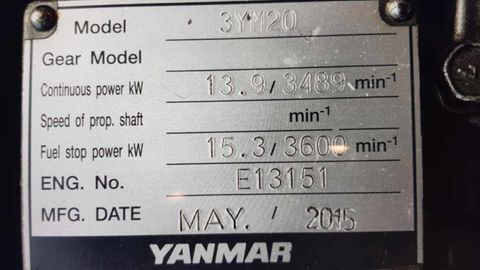 Model 3YM20
Gear Model
Continuous power kW 13.9/3489 min-1
Speed of prop. shaft min-1
Fuel stop power kW 15.3/3600 min-1
ENG. No. E13151
MFG. DATE MAY. / 2015
YANMAR